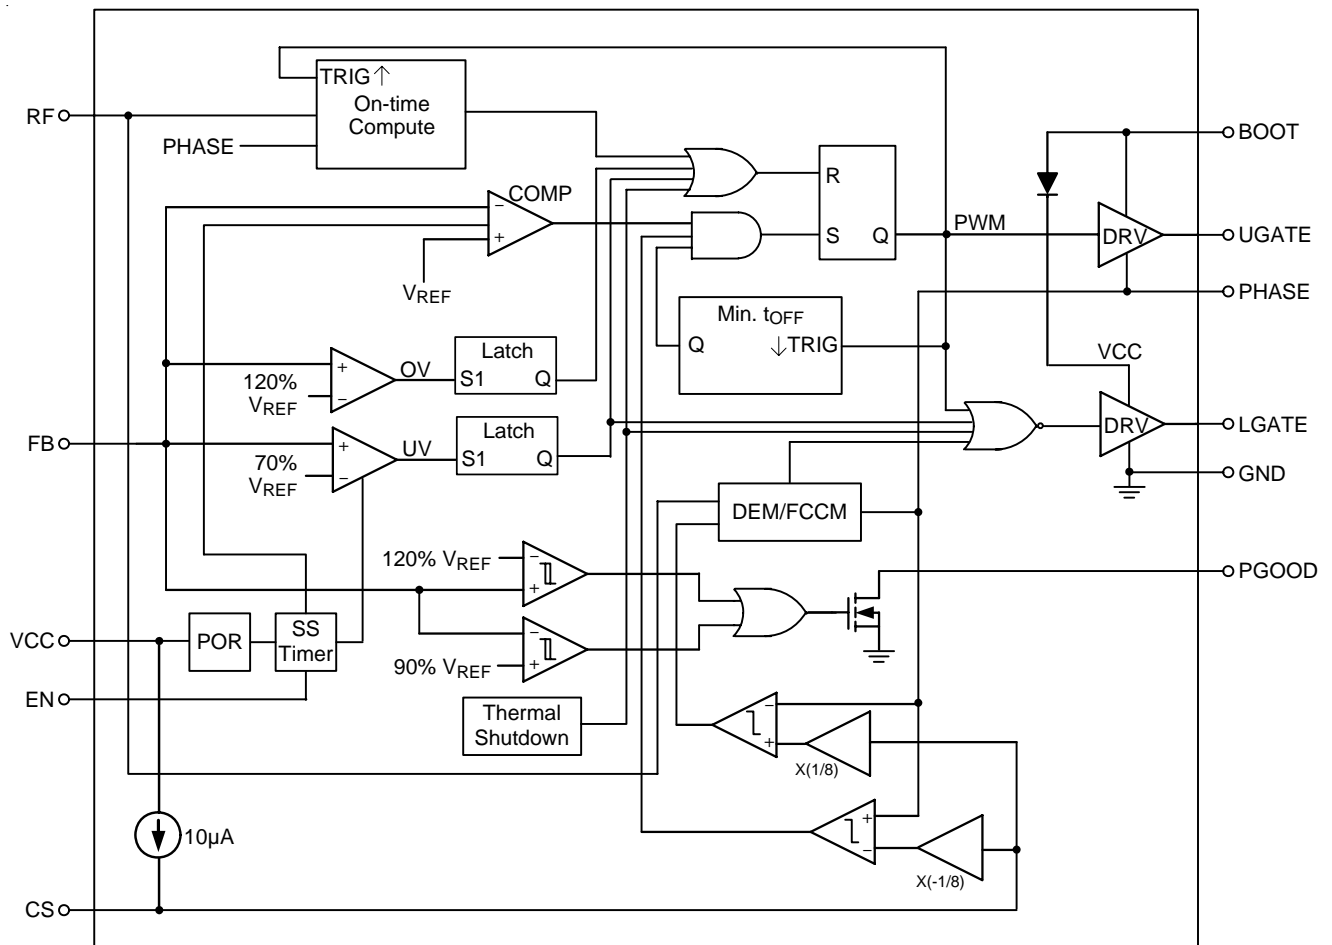 TRIG ↑
On-time
Compute
RF
PHASE
BOOT
COMP
−
+
VREF
R
S
Q
PWM
DRV
UGATE
PHASE
Min. tOFF
Q
↓TRIG
VCC
120%
VREF
+
−
OV
Latch
S1
Q
FB
70%
VREF
+
−
UV
Latch
S1
Q
DRV
LGATE
GND
DEM/FCCM
120% VREF
−
+
PGOOD
VCC
POR
SS
Timer
−
+
90% VREF
EN
Thermal
Shutdown
−
+
X(1/8)
10µA
+
−
X(-1/8)
CS